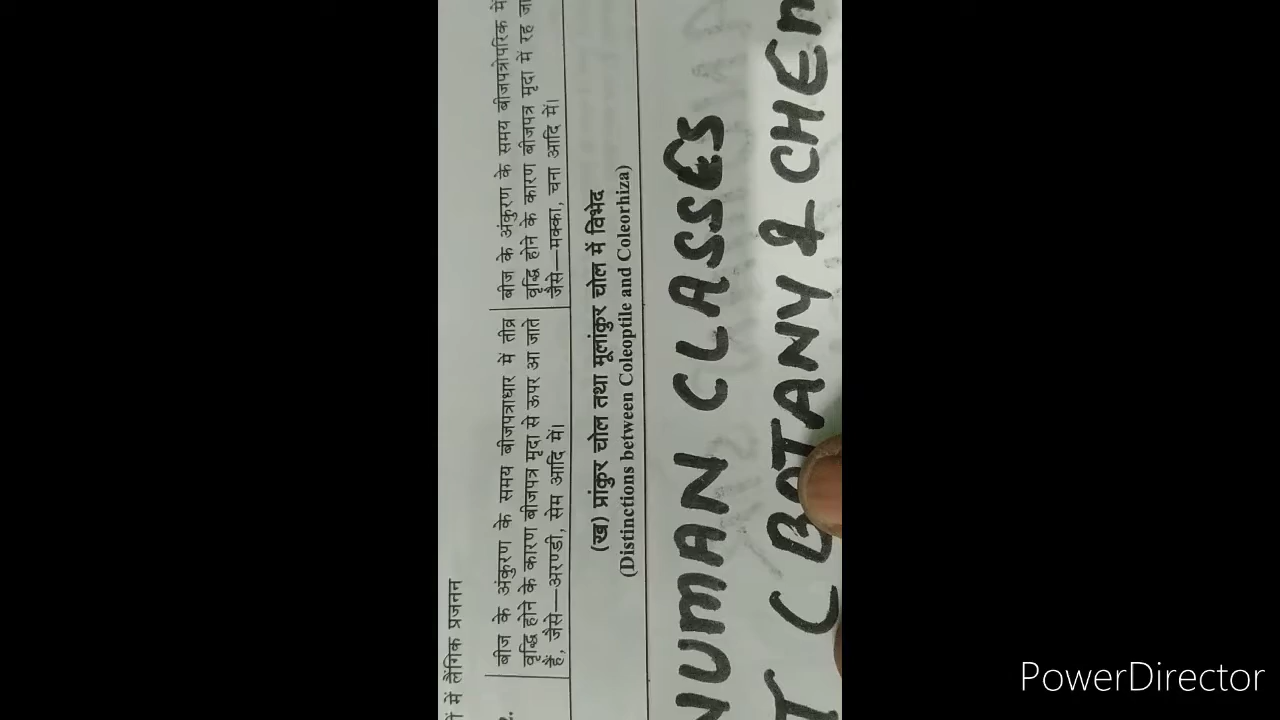 ों में लैंगिक प्रजनन
2.
बीज के अंकुरण के समय बीजपत्राधार में तीव्र
वृद्धि होने के कारण बीजपत्र मृदा से ऊपर आ जाते
हैं, जैसे—अरण्डी, सेम आदि में।
बीज के अंकुरण के समय बीजपत्रोपरिक में
वृद्धि होने के कारण बीजपत्र मृदा में रह जा
जैसे—मक्का, चना आदि में।
(ख) प्रांकुर चोल तथा मूलांकुर चोल में विभेद
(Distinctions between Coleoptile and Coleorhiza)
NUMAN CLASSES
T (BOTANY & CHEM
PowerDirector